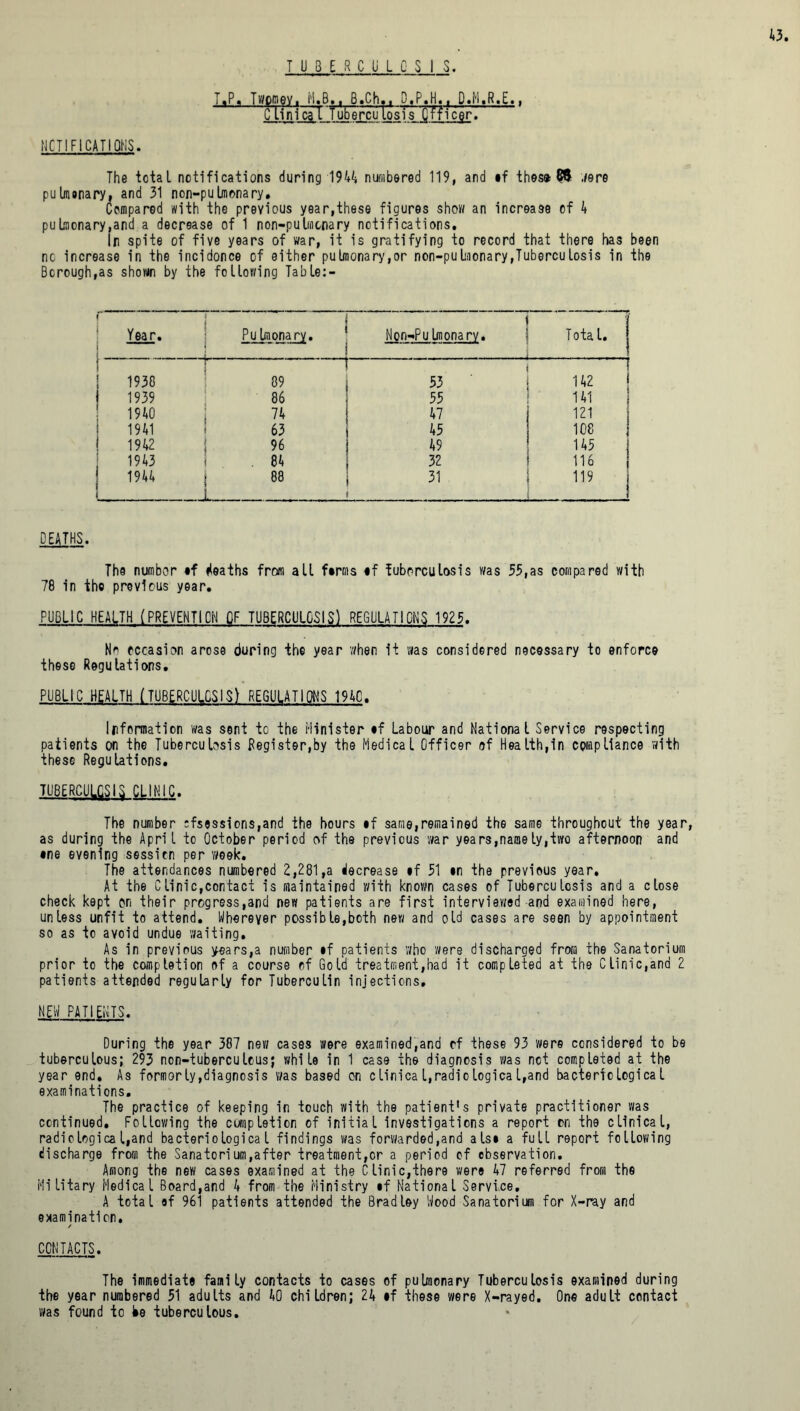 43.
T U B E R C U L O S I S.
T.P. Twomey, M.B., B.Ch., D.P.H., D.M.R.E.,
Clinical Tuberculosis Officer.
NOTIFICATIONS.
The total notifications during 1944 numbered 119, and of these 88 were
pulmonary, and 31 non-pulmonary.
Compared with the previous year,these figures show an increase of 4
pulmonary,and a decrease of 1 non-pulmonary notifications.
In spite of five years of war, it is gratifying to record that there has been
no increase in the incidonce of either pulmonary,or non-pulmonary,Tuberculosis in the
Borough,as shown by the following Table:-
Year. Pulmonary. Non-Pulmonary. Total.
1938 89 53 142
1939 86 55 141
1940 74 47 121
1941 63 45 108
1942 96 49 145
1943 84 32 116
1944 88 31 119
DEATHS.
The number of deaths from all forms of Tuberculosis was 55,as compared with
78 in the previous year.
PUBLIC HEALTH (PREVENTION OF TUBERCULOSIS) REGULATIONS 1925.
No occasion arose during the year when it was considered necessary to enforce
these Regulations.
PUBLIC HEALTH (TUBERCULOSIS) REGULATIONS 1940.
Information was sent to the Minister of Labour and National Service respecting
patients on the Tuberculosis Register,by the Medical Officer of Health,in compliance with
these Regulations.
TUBERCULOSIS CLINIC.
The number ofsessions,and the hours of same,remained the same throughout the year,
as during the April to October period of the previous war years,namely,two afternoon and
one evening session per week.
The attendances numbered 2,281,a decrease of 51 on the previous year.
At the Clinic,contact is maintained with known cases of Tuberculosis and a close
check kept on their progress,and new patients are first interviewed and examined here,
unless unfit to attend. Wherever possible,both new and old cases are seen by appointment
so as to avoid undue waiting.
As in previous years,a number of patients who were discharged from the Sanatorium
prior to the completion of a course of Gold treatment,had it completed at the Clinic,and 2
patients attended regularly for Tuberculin injections.
NEW PATIENTS.
During the year 387 new cases were examined,and of these 93 were considered to be
tuberculous; 293 non-tuberculous; while in 1 case the diagnosis was not completed at the
year end. As formerly,diagnosis was based on clinical,radiological,and bacteriological
examinations.
The practice of keeping in touch with the patient's private practitioner was
continued. Following the completion of initial investigations a report on the clinical,
radiological,and bacteriological findings was forwarded,and also a full report following
discharge from the Sanatorium,after treatment,or a period of observation.
Among the new cases examined at the Clinic,there were 47 referred from the
Military Medical Board,and 4 from the Ministry of National Service.
A total of 961 patients attended the Bradley Wood Sanatorium for X-ray and
examination.
CONTACTS.
The immediate family contacts to cases of pulmonary Tuberculosis examined during
the year numbered 51 adults and 40 children; 24 of these were X-rayed. One adult contact
was found to be tuberculous.